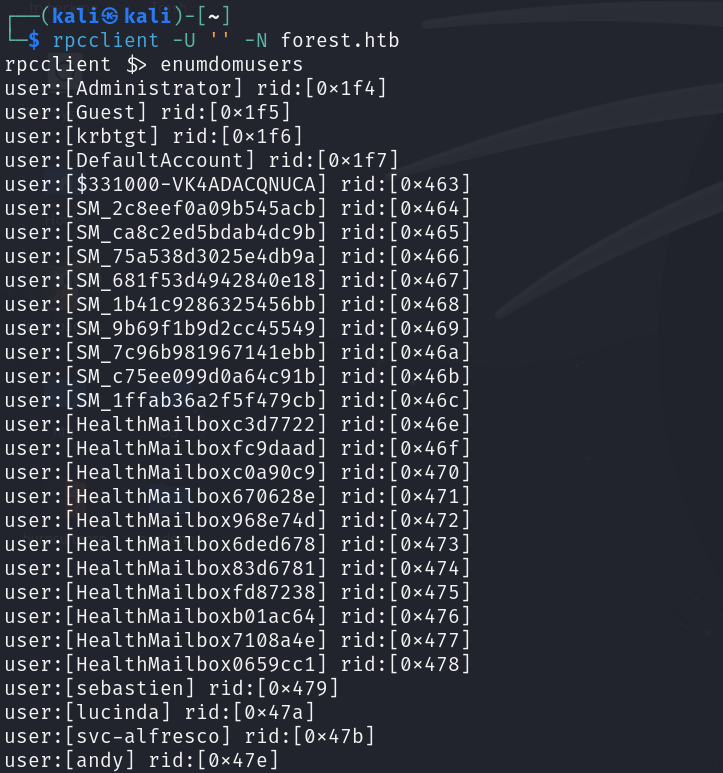 ┌──(kali㉿kali)-[~]
└─$ rpcclient -U '' -N forest.htb
rpcclient $> enumdomusers
user:[Administrator] rid:[0×1f4]
user:[Guest] rid:[0×1f5]
user:[krbtgt] rid:[0×1f6]
user:[DefaultAccount] rid:[0×1f7]
user:[$331000-VK4ADACQNUCA] rid:[0×463]
user:[SM_2c8eef0a09b545acb] rid:[0×464]
user:[SM_ca8c2ed5bdab4dc9b] rid:[0×465]
user:[SM_75a538d3025e4db9a] rid:[0×466]
user:[SM_681f53d4942840e18] rid:[0×467]
user:[SM_1b41c9286325456bb] rid:[0×468]
user:[SM_9b69f1b9d2cc45549] rid:[0×469]
user:[SM_7c96b981967141ebb] rid:[0×46a]
user:[SM_c75ee099d0a64c91b] rid:[0×46b]
user:[SM_1ffab36a2f5f479cb] rid:[0×46c]
user:[HealthMailboxc3d7722] rid:[0×46e]
user:[HealthMailboxfc9daad] rid:[0×46f]
user:[HealthMailboxc0a90c9] rid:[0×470]
user:[HealthMailbox670628e] rid:[0×471]
user:[HealthMailbox968e74d] rid:[0×472]
user:[HealthMailbox6ded678] rid:[0×473]
user:[HealthMailbox83d6781] rid:[0×474]
user:[HealthMailboxfd87238] rid:[0×475]
user:[HealthMailboxb01ac64] rid:[0×476]
user:[HealthMailbox7108a4e] rid:[0×477]
user:[HealthMailbox0659cc1] rid:[0×478]
user:[sebastien] rid:[0×479]
user:[lucinda] rid:[0×47a]
user:[svc-alfresco] rid:[0×47b]
user:[andy] rid:[0×47e]